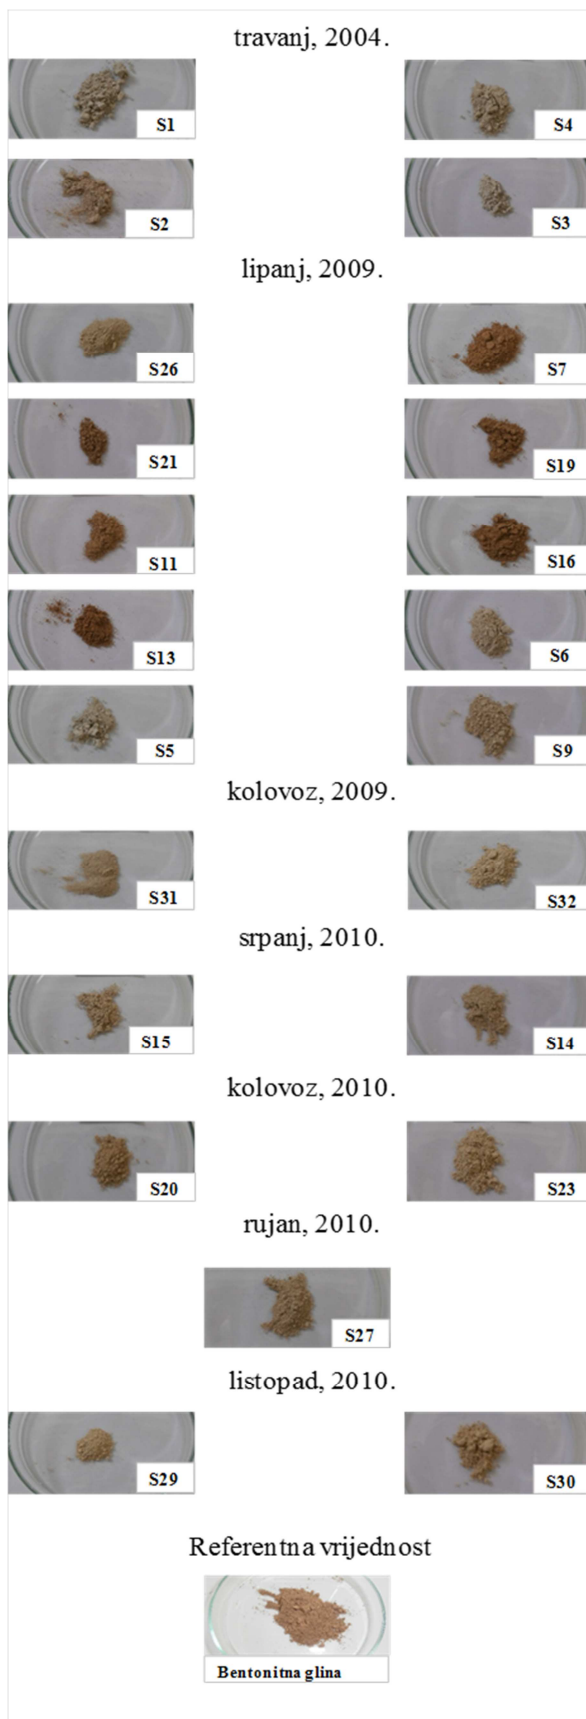 travanj, 2004.
S1
S4
S2
S3
lipanj, 2009.
S26
S7
S21
S19
S11
S16
S13
S6
S5
S9
kolovoz, 2009.
S31
S32
srpanj, 2010.
S15
S14
kolovoz, 2010.
S20
S23
rujan, 2010.
S27
listopad, 2010.
S29
S30
Referentna vrijednost
Bentonitna glina